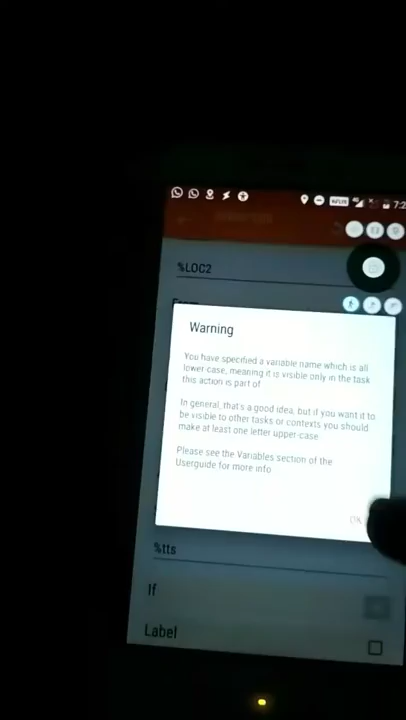 7:2
%LOC2
From
Warning
You have specified a variable name which is all
lower-case, meaning it is visible only in the task
this action is part of
In general, that's a good idea, but if you want it to
be visible to other tasks or contexts you should
make at least one letter upper-case.
Please see the Variables section of the
Userguide for more info
%tts
If
Label